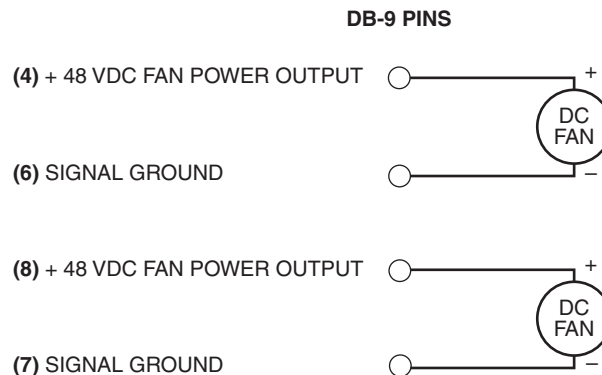 DB-9 PINS
(4) + 48 VDC FAN POWER OUTPUT
+
DC
FAN
–
(6) SIGNAL GROUND
(8) + 48 VDC FAN POWER OUTPUT
+
DC
FAN
–
(7) SIGNAL GROUND